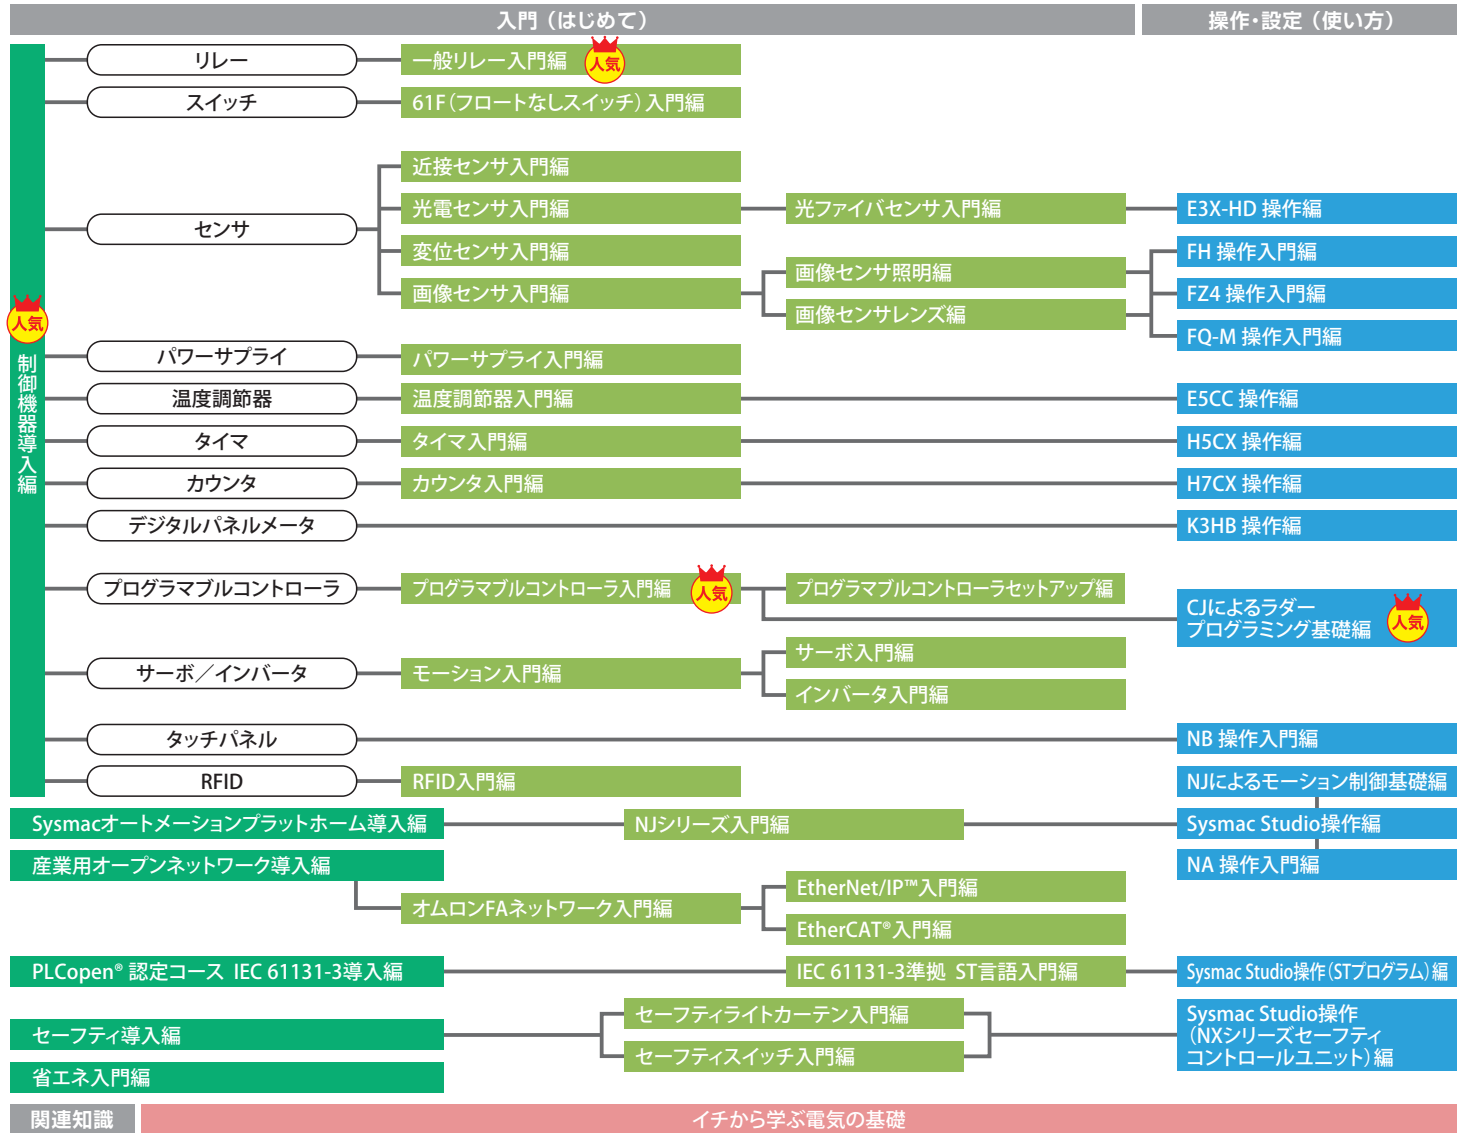 入門（はじめて）
操作・設定（使い方）
人気
制御機器導入編
リレー
一般リレー入門編
人気
スイッチ
61F（フロートなしスイッチ）入門編
センサ
近接センサ入門編
光電センサ入門編
光ファイバセンサ入門編
E3X-HD 操作編
変位センサ入門編
画像センサ入門編
画像センサ照明編
画像センサレンズ編
FH 操作入門編
FZ4 操作入門編
FQ-M 操作入門編
パワーサプライ
パワーサプライ入門編
温度調節器
温度調節器入門編
E5CC 操作編
タイマ
タイマ入門編
H5CX 操作編
カウンタ
カウンタ入門編
H7CX 操作編
デジタルパネルメータ
K3HB 操作編
プログラマブルコントローラ
プログラマブルコントローラ入門編
人気
プログラマブルコントローラセットアップ編
CJによるラダー
プログラミング基礎編
人気
サーボ／インバータ
モーション入門編
サーボ入門編
インバータ入門編
タッチパネル
NB 操作入門編
RFID
RFID入門編
NJによるモーション制御基礎編
Sysmacオートメーションプラットホーム導入編
NJシリーズ入門編
Sysmac Studio操作編
産業用オープンネットワーク導入編
NA 操作入門編
オムロンFAネットワーク入門編
EtherNet/IP™入門編
EtherCAT®入門編
PLCopen® 認定コース IEC 61131-3導入編
IEC 61131-3準拠 ST言語入門編
Sysmac Studio操作（STプログラム）編
セーフティ導入編
セーフティライトカーテン入門編
セーフティスイッチ入門編
Sysmac Studio操作
（NXシリーズセーフティ
コントロールユニット）編
省エネ入門編
関連知識
イチから学ぶ電気の基礎